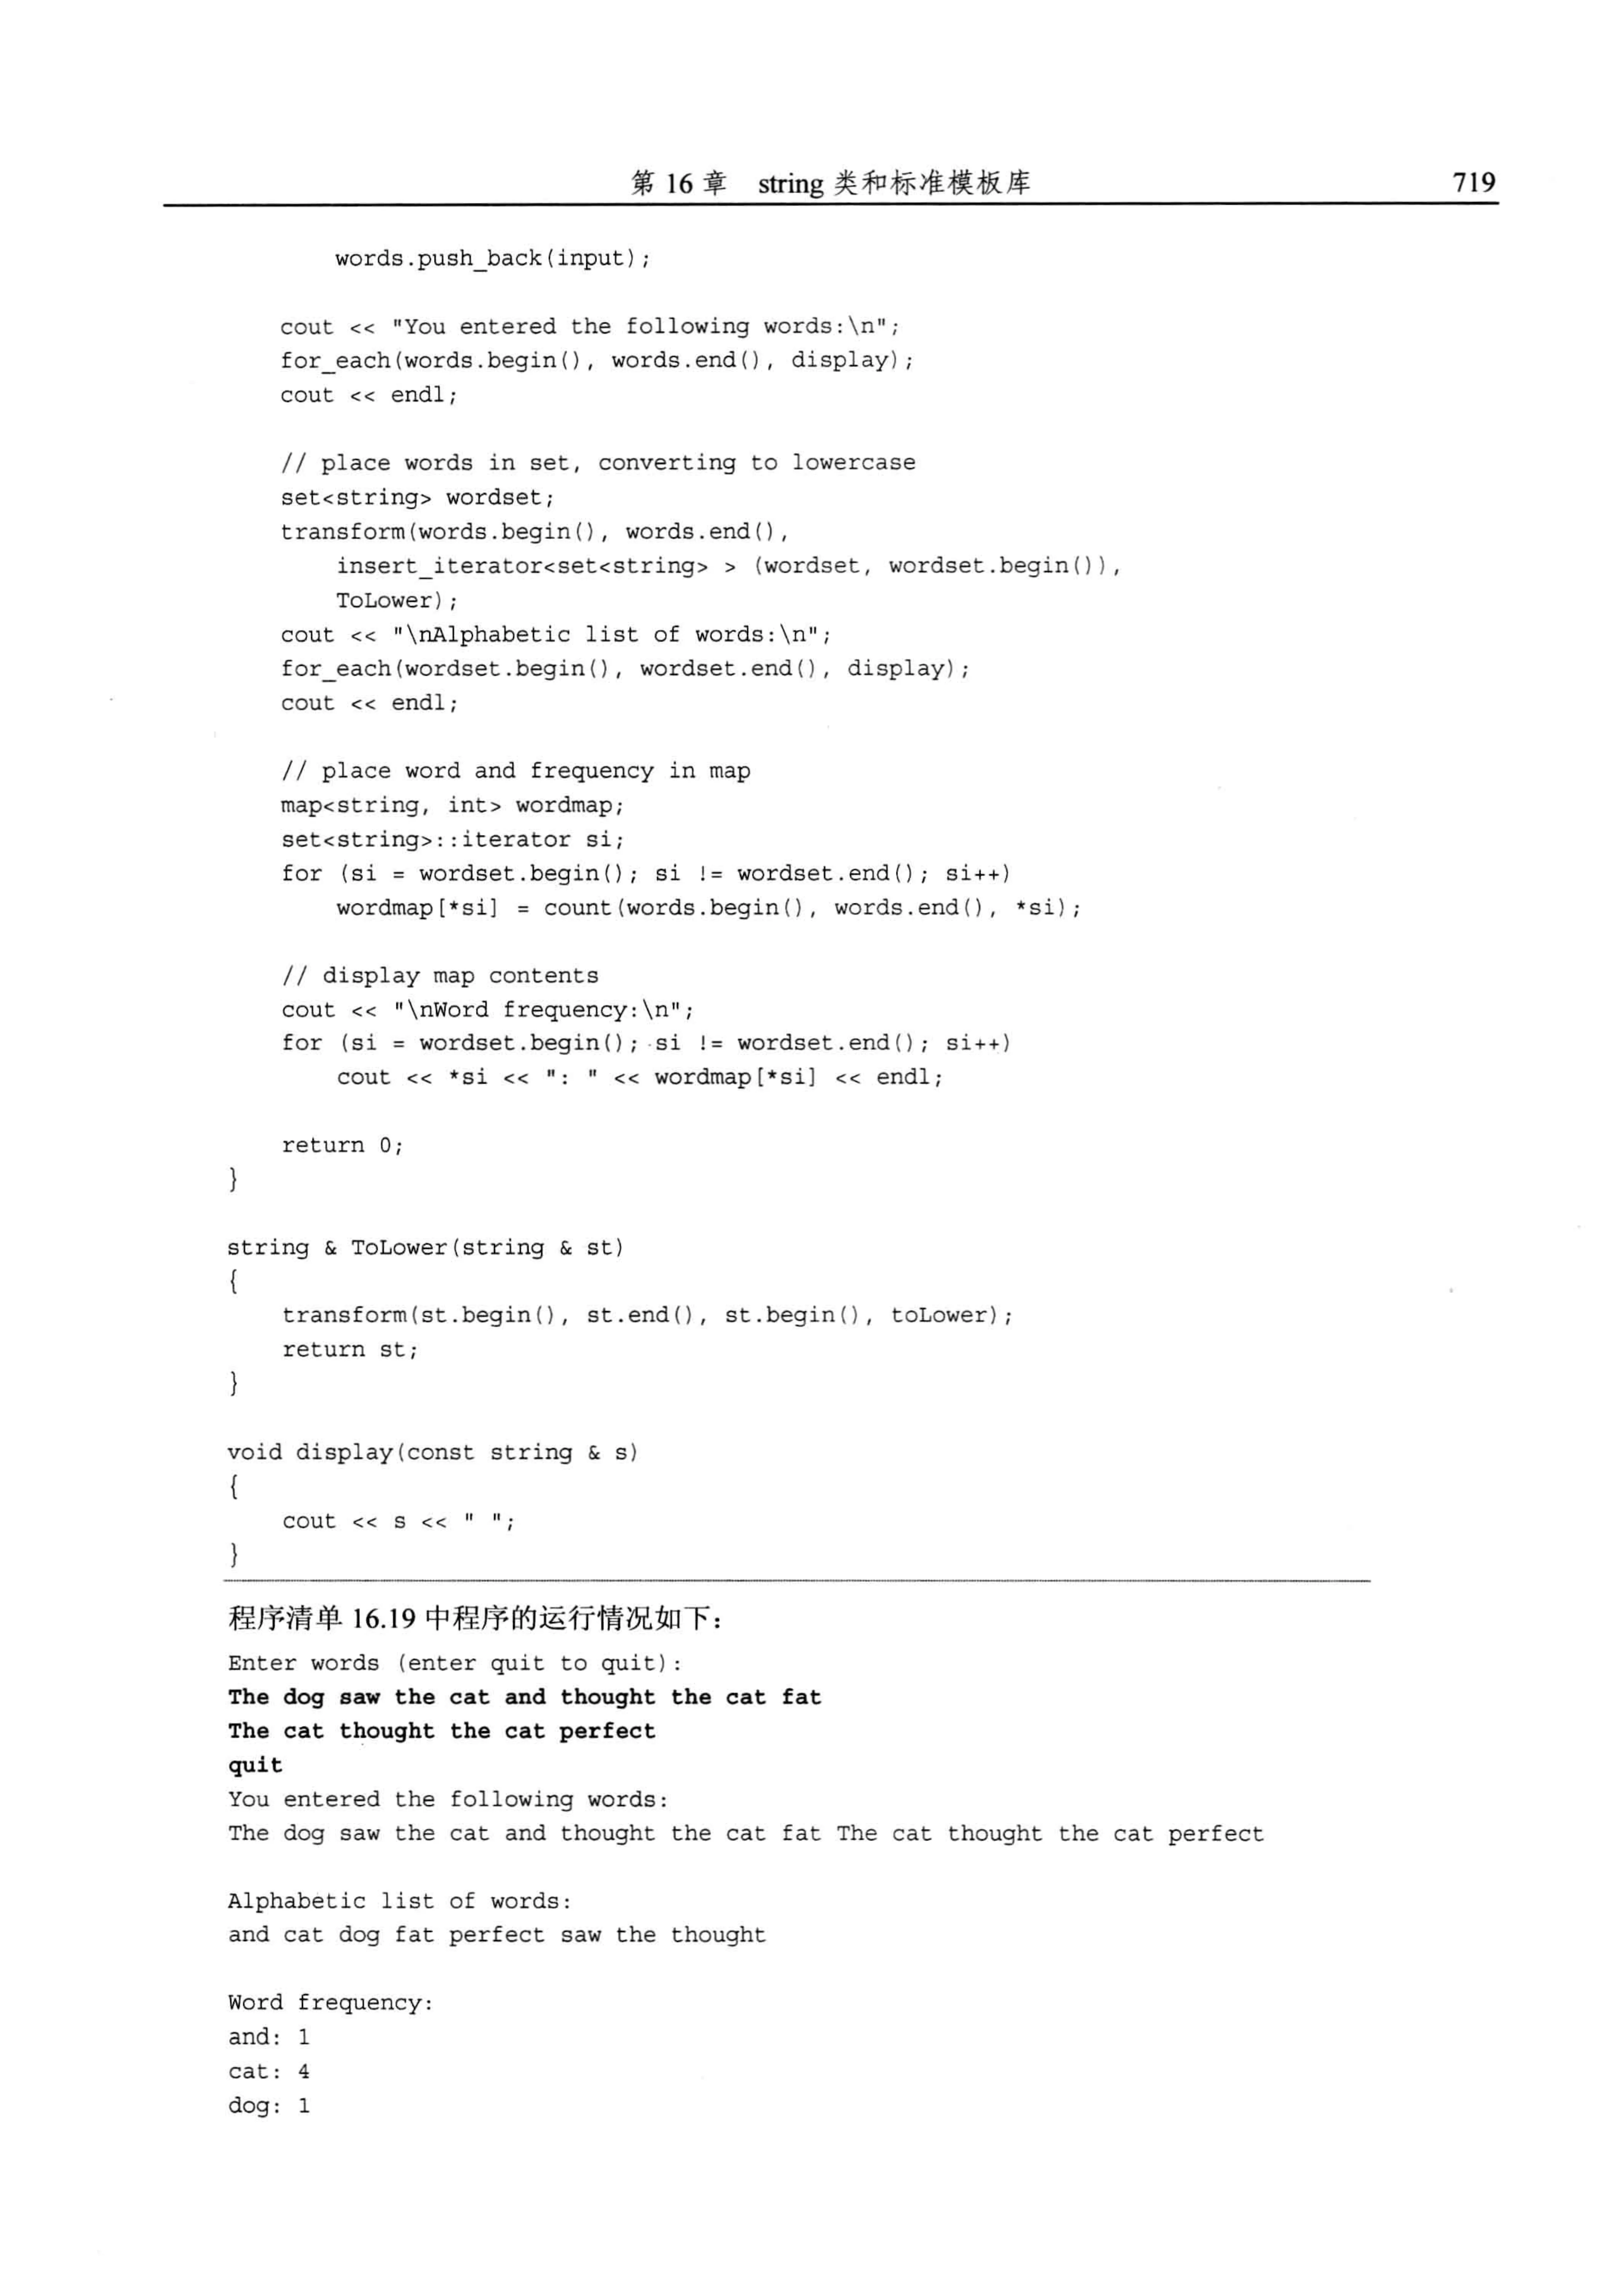 第 16 章 string 类和标准模板库 719
words.push_back(input);
cout << "You entered the following words:\n";
for_each(words.begin(), words.end(), display);
cout << endl;
// place words in set, converting to lowercase
set<string> wordset;
transform(words.begin(), words.end(),
insert_iterator<set<string> > (wordset, wordset.begin()),
ToLower);
cout << "\nAlphabetic list of words:\n";
for_each(wordset.begin(), wordset.end(), display);
cout << endl;
// place word and frequency in map
map<string, int> wordmap;
set<string>::iterator si;
for (si = wordset.begin(); si != wordset.end(); si++)
wordmap[*si] = count(words.begin(), words.end(), *si);
// display map contents
cout << "\nWord frequency:\n";
for (si = wordset.begin(); si != wordset.end(); si++)
cout << *si << ": " << wordmap[*si] << endl;
return 0;
}
string & ToLower(string & st)
{
transform(st.begin(), st.end(), st.begin(), toLower);
return st;
}
void display(const string & s)
{
cout << s << " ";
}
程序清单 16.19 中程序的运行情况如下：
Enter words (enter quit to quit):
The dog saw the cat and thought the cat fat
The cat thought the cat perfect
quit
You entered the following words:
The dog saw the cat and thought the cat fat The cat thought the cat perfect
Alphabetic list of words:
and cat dog fat perfect saw the thought
Word frequency:
and: 1
cat: 4
dog: 1